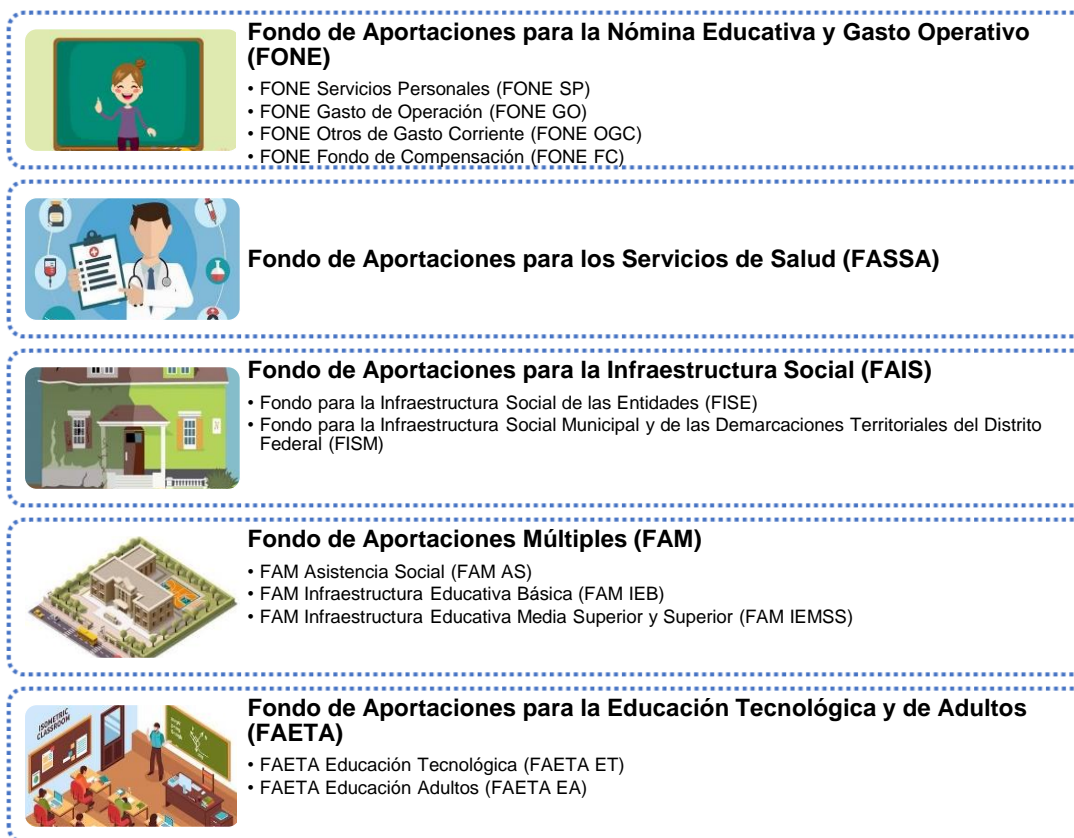 Fondo de Aportaciones para la Nómina Educativa y Gasto Operativo
(FONE)
• FONE Servicios Personales (FONE SP)
• FONE Gasto de Operación (FONE GO)
• FONE Otros de Gasto Corriente (FONE OGC)
• FONE Fondo de Compensación (FONE FC)
Fondo de Aportaciones para los Servicios de Salud (FASSA)
Fondo de Aportaciones para la Infraestructura Social (FAIS)
• Fondo para la Infraestructura Social de las Entidades (FISE)
• Fondo para la Infraestructura Social Municipal y de las Demarcaciones Territoriales del Distrito
Federal (FISM)
Fondo de Aportaciones Múltiples (FAM)
• FAM Asistencia Social (FAM AS)
• FAM Infraestructura Educativa Básica (FAM IEB)
• FAM Infraestructura Educativa Media Superior y Superior (FAM IEMSS)
ISOMETRIC
CLASSROOM
Fondo de Aportaciones para la Educación Tecnológica y de Adultos
(FAETA)
• FAETA Educación Tecnológica (FAETA ET)
• FAETA Educación Adultos (FAETA EA)